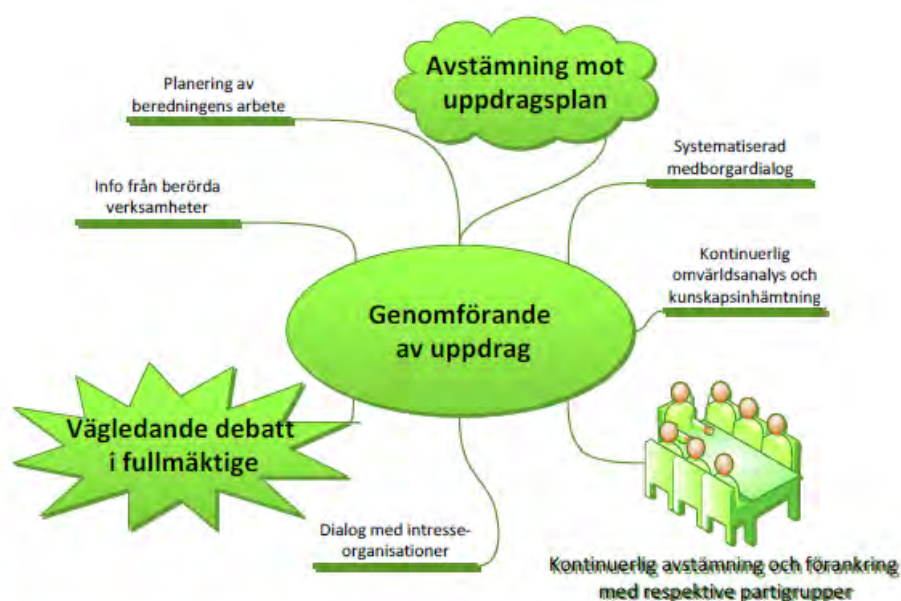 Avstämning mot
uppdragsplan
Planering av
beredningens arbete
Systematiserad
medborgardialog
Info från berörda
verksamheter
Kontinuerlig
omvärldsanalys och
kunskapsinhämtning
Genomförande
av uppdrag
Vägledande debatt
i fullmäktige
Dialog med intresse-
organisationer
Kontinuerlig avstämning och förankring
med respektive partigrupper